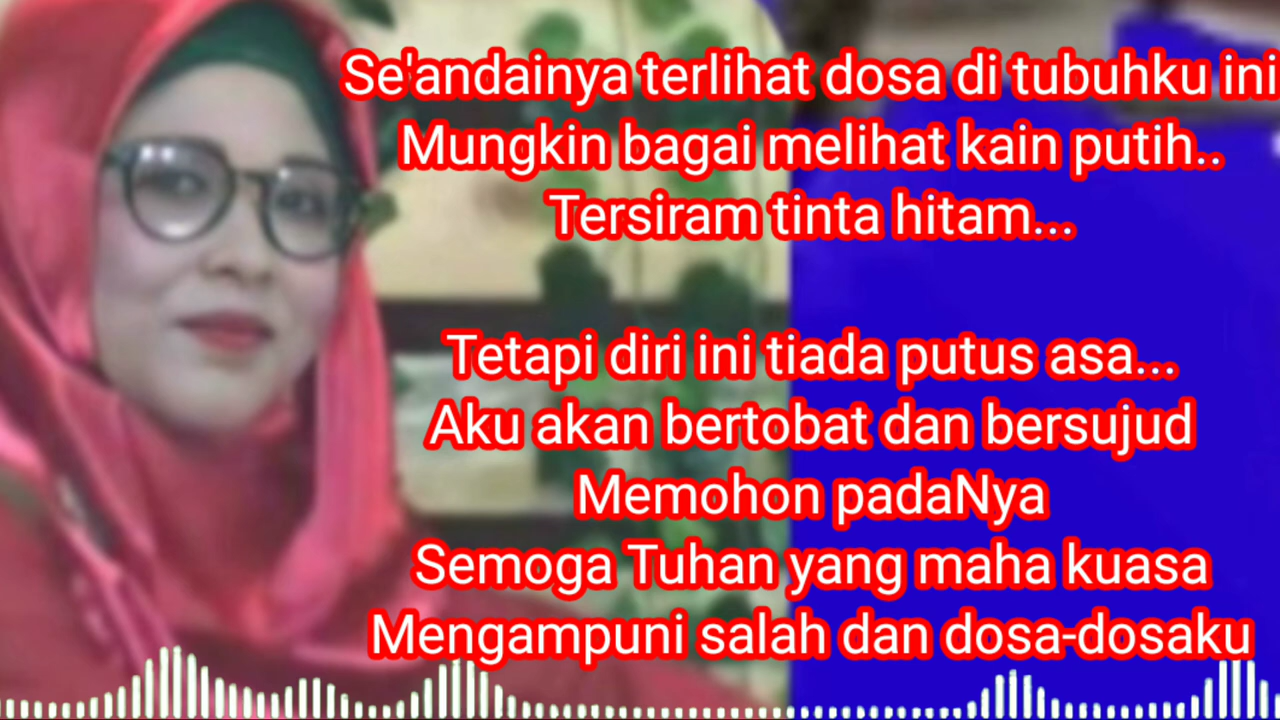 Se'andainya terlihat dosa di tubuhku ini
Mungkin bagai melihat kain putih..
Tersiram tinta hitam...
Tetapi diri ini tiada putus asa...
Aku akan bertobat dan bersujud
Memohon padaNya
Semoga Tuhan yang maha kuasa
Mengampuni salah dan dosa-dosaku